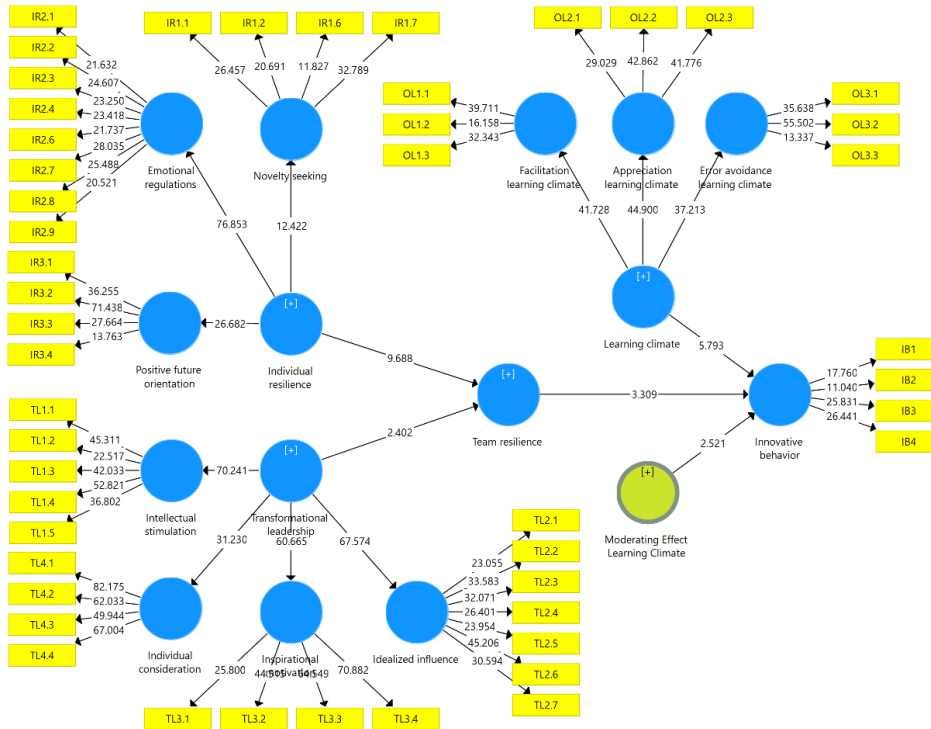 IR2.1
IR2.2
IR2.3
IR2.4
IR2.6
IR2.7
IR2.8
IR2.9
21.632
24.607
23.250
23.418
21.737
28.035
25.488
20.521
Emotional
regulations
IR1.1
IR1.2
IR1.6
IR1.7
26.457
20.691
11.827
32.789
Novelty seeking
OL2.1
OL2.2
OL2.3
29.029
42.862
41.776
OL1.1
OL1.2
OL1.3
39.711
16.158
32.343
Facilitation
learning climate
Appreciation
learning climate
Error avoidance
learning climate
35.638
55.502
13.337
OL3.1
OL3.2
OL3.3
76.853
12.422
41.728
44.900
37.213
IR3.1
IR3.2
IR3.3
IR3.4
36.255
71.438
27.664
13.763
Positive future
orientation
26.682
[+]
Individual
resilience
[+]
Learning climate
9.688
5.793
[+]
Team resilience
2.402
3.309
Innovative
behavior
17.760
11.040
25.831
26.441
IB1
IB2
IB3
IB4
2.521
[+]
Moderating Effect
Learning Climate
TL1.1
TL1.2
TL1.3
TL1.4
TL1.5
45.311
22.517
42.033
52.821
36.802
Intellectual
stimulation
70.241
[+]
Transformational
leadership
31.230
60.665
67.574
TL4.1
TL4.2
TL4.3
TL4.4
82.175
62.033
49.944
67.004
Individual
consideration
Inspirational
motivation
25.800
64.549
70.882
TL3.1
TL3.2
TL3.3
TL3.4
Idealized influence
23.055
33.583
32.071
26.401
23.954
45.206
30.594
TL2.1
TL2.2
TL2.3
TL2.4
TL2.5
TL2.6
TL2.7